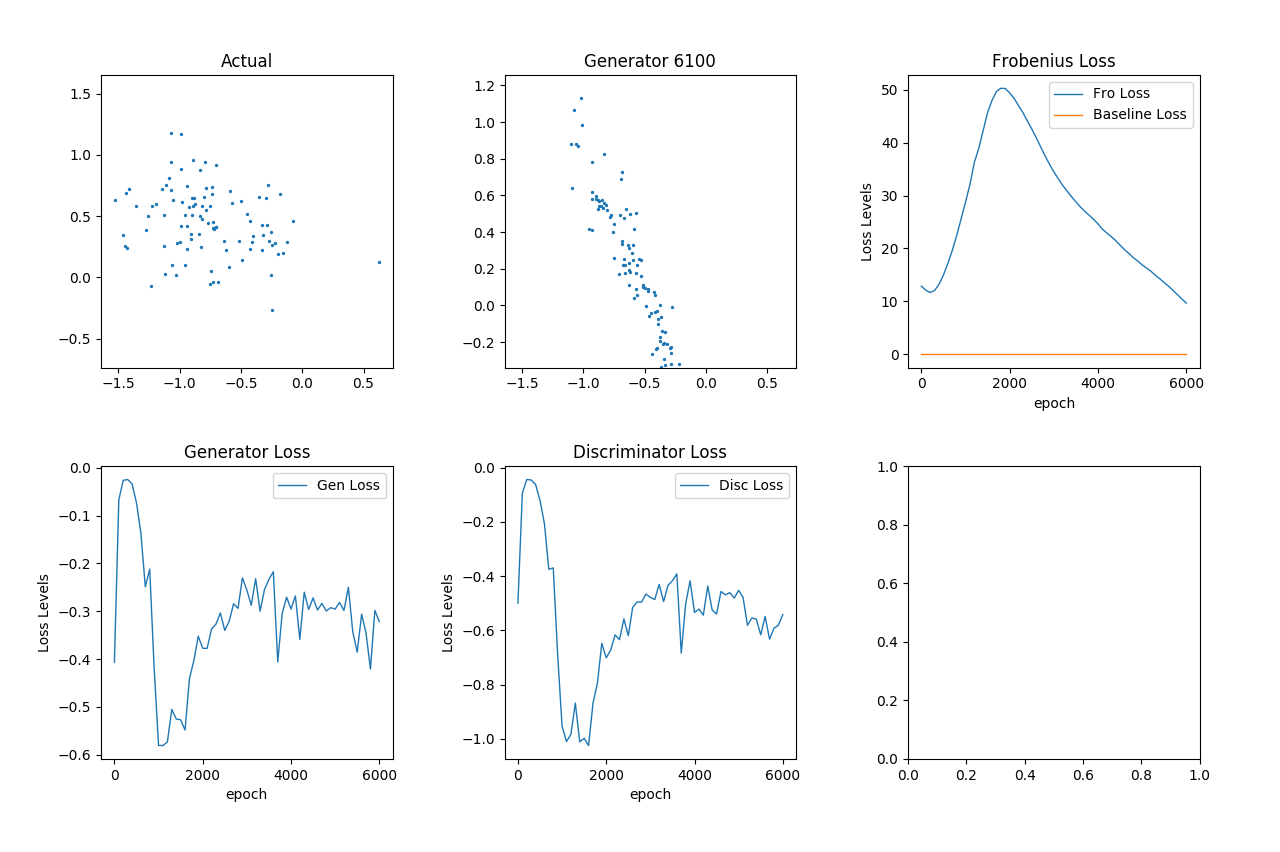 Actual
1.5
1.0
0.5
0.0
−0.5
−1.5 −1.0 −0.5 0.0 0.5
Generator 6100
1.2
1.0
0.8
0.6
0.4
0.2
0.0
−0.2
−1.5 −1.0 −0.5 0.0 0.5
Frobenius Loss
Fro Loss
Baseline Loss
Loss Levels
50
40
30
20
10
0
0 2000 4000 6000
epoch
Generator Loss
Gen Loss
Loss Levels
0.0
−0.1
−0.2
−0.3
−0.4
−0.5
−0.6
0 2000 4000 6000
epoch
Discriminator Loss
Disc Loss
Loss Levels
0.0
−0.2
−0.4
−0.6
−0.8
−1.0
0 2000 4000 6000
epoch
1.0
0.8
0.6
0.4
0.2
0.0
0.0 0.2 0.4 0.6 0.8 1.0